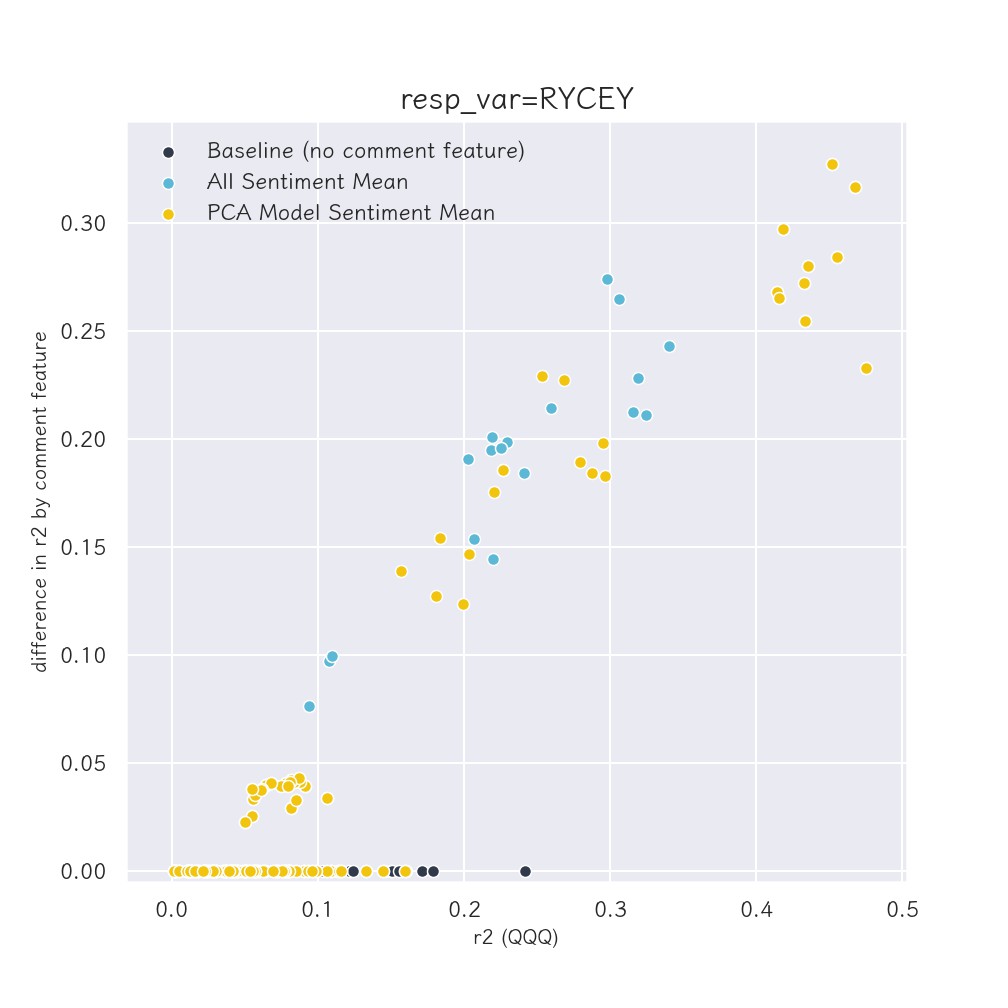 resp_var=RYCEY
Baseline (no comment feature)
All Sentiment Mean
PCA Model Sentiment Mean
0.30
0.25
0.20
0.15
0.10
0.05
0.00
difference in r2 by comment feature
0.0 0.1 0.2 0.3 0.4 0.5
r2 (QQQ)